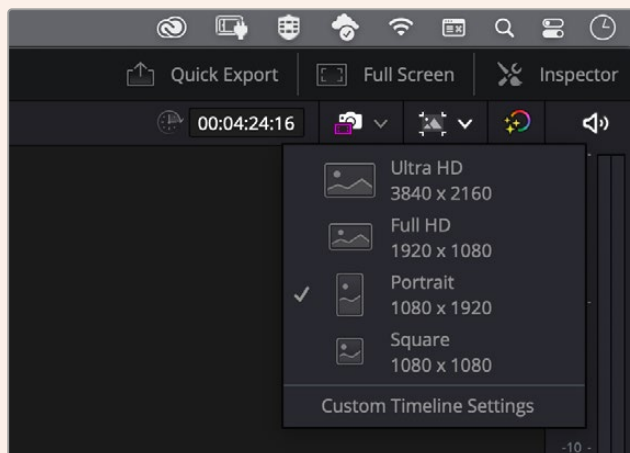 Quick Export
Full Screen
Inspector
00:04:24:16
Ultra HD
3840 x 2160
Full HD
1920 x 1080
Portrait
1080 x 1920
Square
1080 x 1080
Custom Timeline Settings
-10